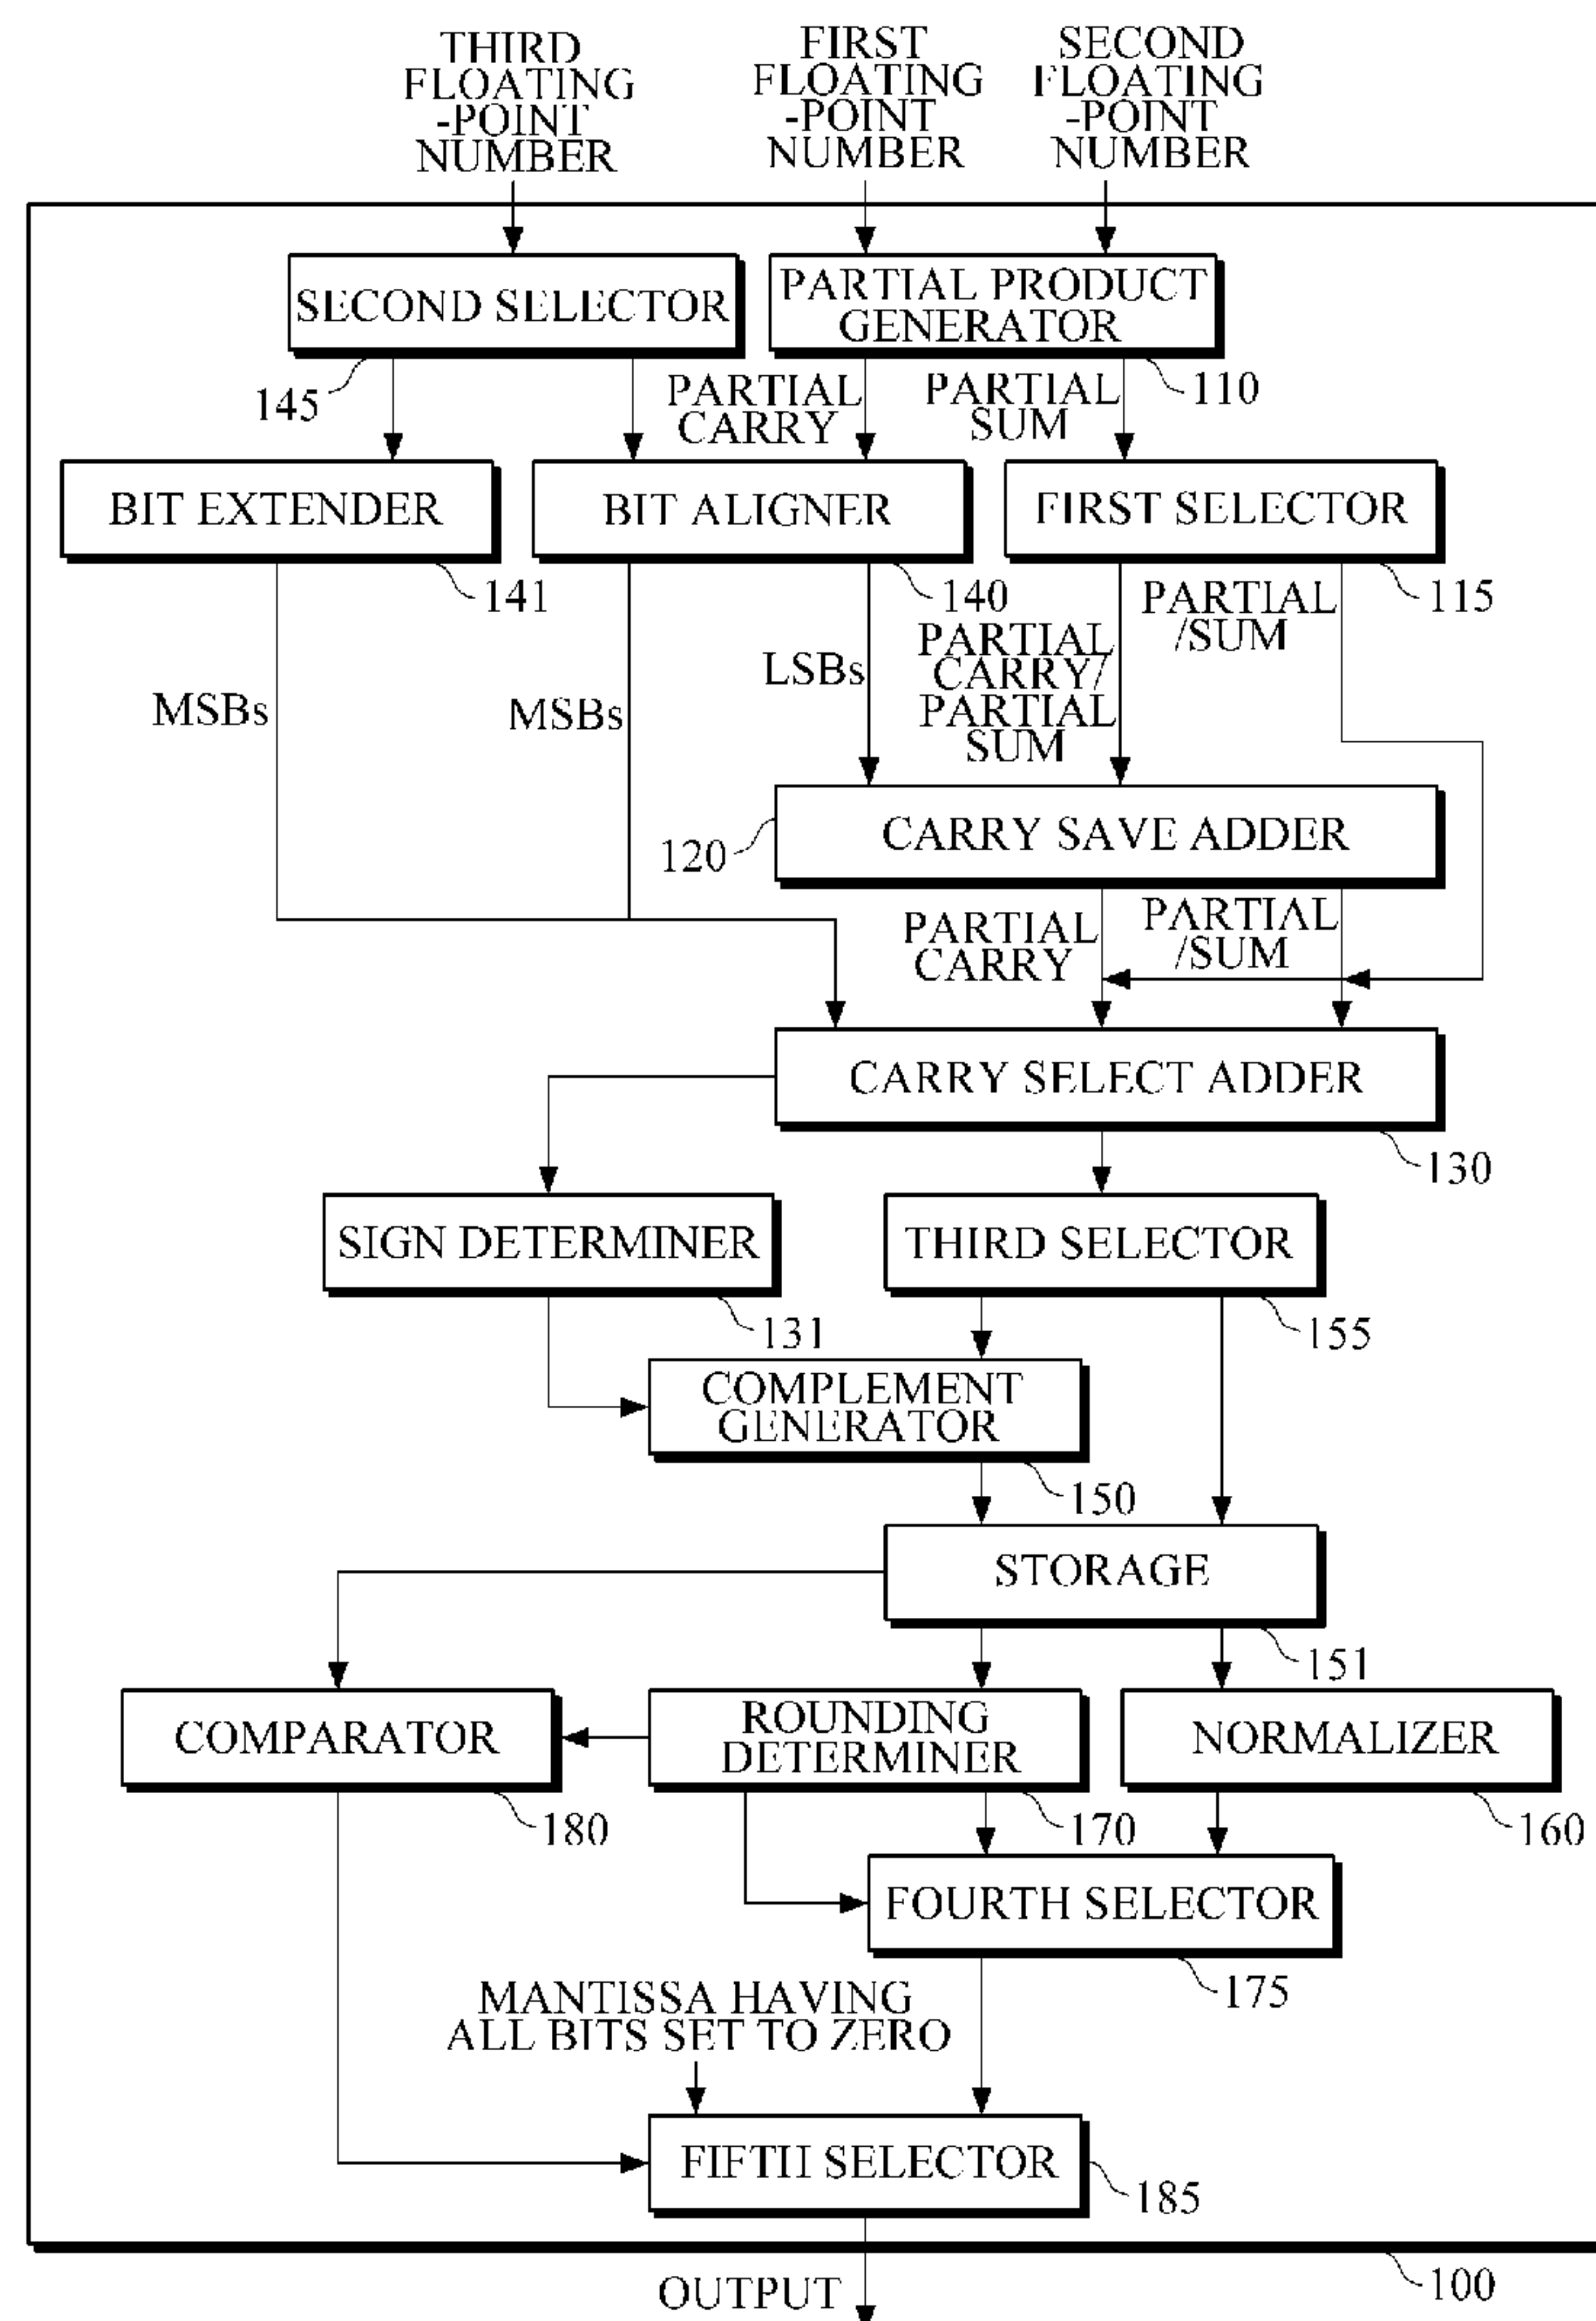 THIRD
FLOATING
-POINT
NUMBER
FIRST
FLOATING
-POINT
NUMBER
SECOND
FLOATING
-POINT
NUMBER
SECOND SELECTOR
PARTIAL PRODUCT
GENERATOR
145
PARTIAL
CARRY
PARTIAL
SUM
110
BIT EXTENDER
BIT ALIGNER
FIRST SELECTOR
141
140
115
MSBs
MSBs
LSBs
PARTIAL
CARRY/
PARTIAL
SUM
PARTIAL
/SUM
120
CARRY SAVE ADDER
PARTIAL
CARRY
PARTIAL
/SUM
CARRY SELECT ADDER
130
SIGN DETERMINER
THIRD SELECTOR
131
155
COMPLEMENT
GENERATOR
150
STORAGE
151
COMPARATOR
ROUNDING
DETERMINER
NORMALIZER
180
170
160
FOURTH SELECTOR
175
MANTISSA HAVING
ALL BITS SET TO ZERO
FIFTH SELECTOR
185
100
OUTPUT